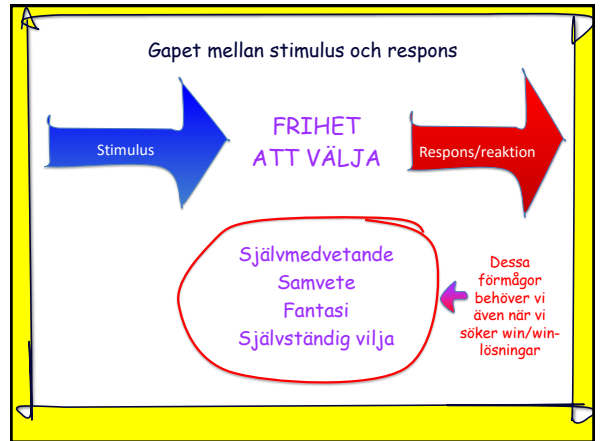 Gapet mellan stimulus och respons
Stimulus
FRIHET
ATT VÄLJA
Respons/reaktion
Självmedvetande
Samvete
Fantasi
Självständig vilja
Dessa
förmågor
behöver vi
även när vi
söker win/win-
lösningar